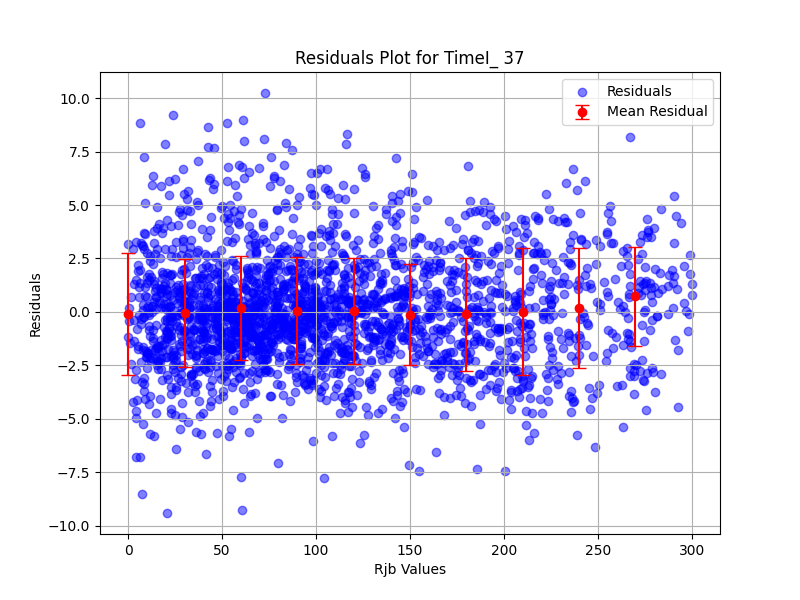 Residuals Plot for TimeI_ 37
Residuals
Mean Residual
10.0
7.5
5.0
2.5
0.0
−2.5
−5.0
−7.5
−10.0
Residuals
0 50 100 150 200 250 300
Rjb Values